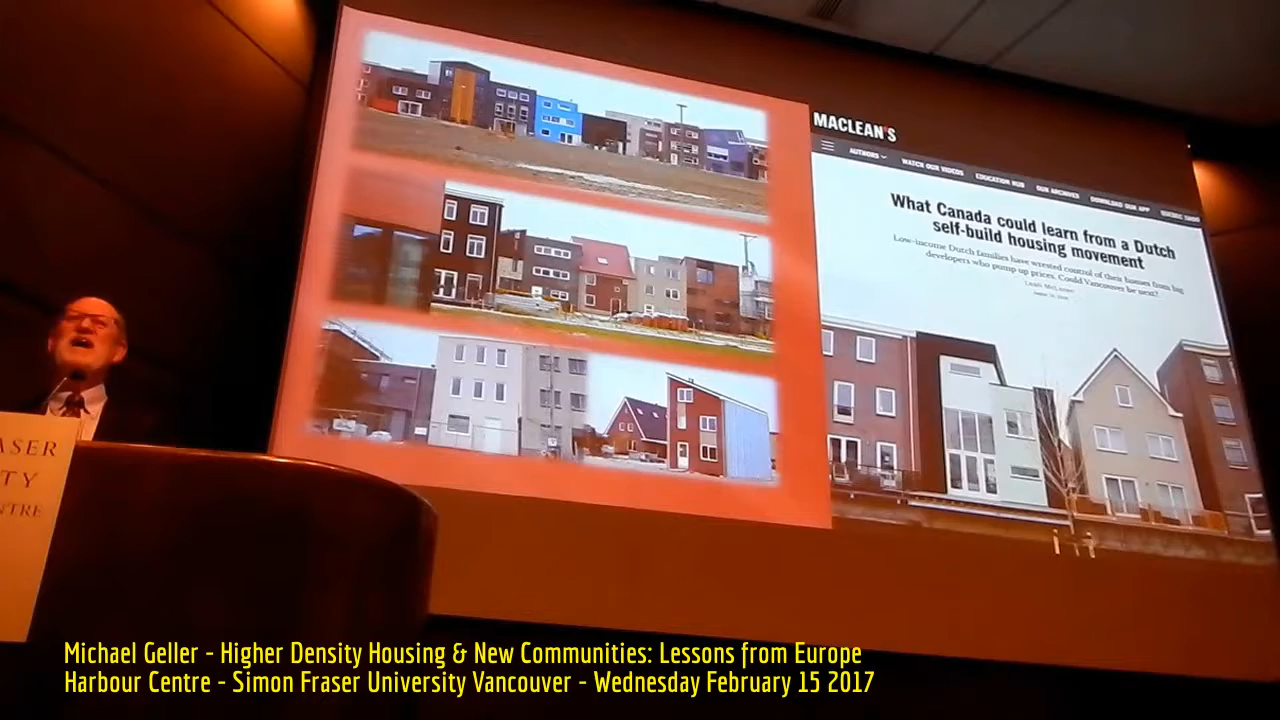 MACLEAN'S
AUTHORS WATCH OUR VIDEOS EDUCATION HUB OUR ARCHIVES DOWNLOAD OUR APP
What Canada could learn from a Dutch
self-build housing movement
Low-income Dutch families have wrested control of their homes from big
developers who pump up prices. Could Vancouver be next?
ASER
TY
NTRE
Michael Geller - Higher Density Housing & New Communities: Lessons from Europe
Harbour Centre - Simon Fraser University Vancouver - Wednesday February 15 2017